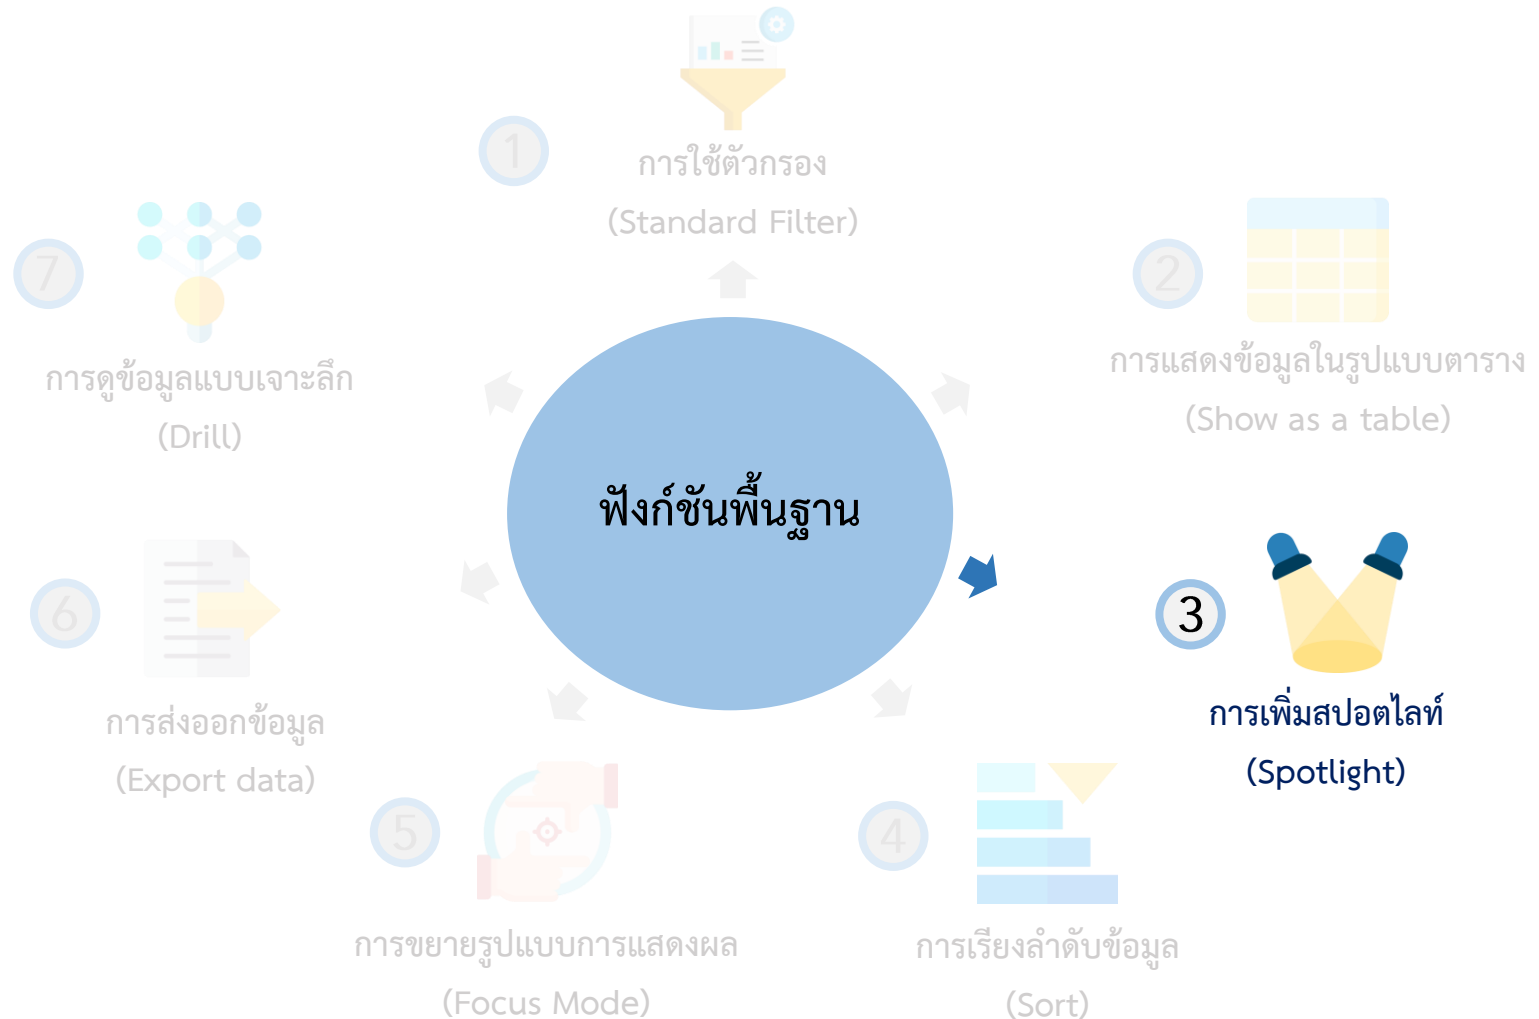 1
การใช้ตัวกรอง
(Standard Filter)
2
การแสดงข้อมูลในรูปแบบตาราง
(Show as a table)
3
การเพิ่มสปอตไลท์
(Spotlight)
4
การเรียงลำดับข้อมูล
(Sort)
5
การขยายรูปแบบการแสดงผล
(Focus Mode)
6
การส่งออกข้อมูล
(Export data)
7
การดูข้อมูลแบบเจาะลึก
(Drill)
ฟังก์ชันพื้นฐาน